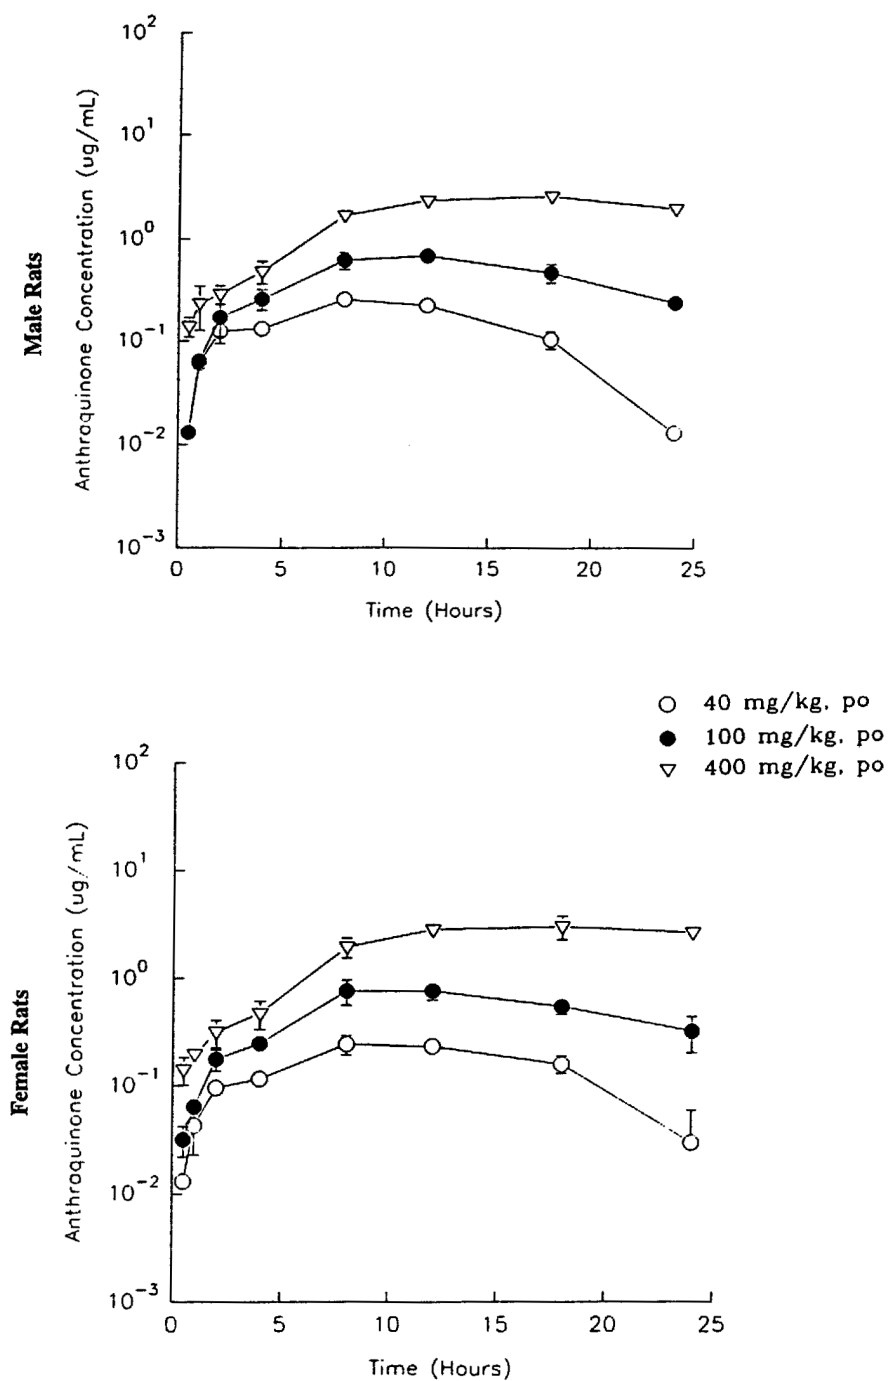 Male Rats
Anthraquinone Concentration (ug/mL)
10²
10¹
10⁰
10⁻¹
10⁻²
10⁻³
0 5 10 15 20 25
Time (Hours)
40 mg/kg, po
100 mg/kg, po
400 mg/kg, po
Female Rats
Anthraquinone Concentration (ug/mL)
10²
10¹
10⁰
10⁻¹
10⁻²
10⁻³
0 5 10 15 20 25
Time (Hours)